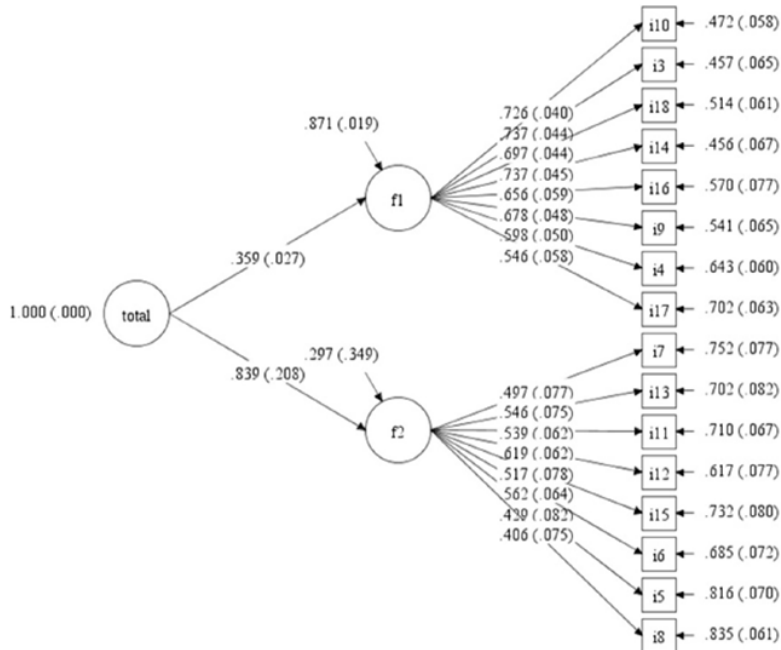 i10
.472 (.058)
i3
.457 (.065)
.726 (.040)
i18
.514 (.061)
.871 (.019)
.737 (.044)
.697 (.044)
i14
.456 (.067)
.737 (.045)
i16
.570 (.077)
.656 (.059)
f1
.678 (.048)
i9
.541 (.065)
.598 (.050)
.546 (.058)
.359 (.027)
i4
.643 (.060)
1.000 (.000)
total
i17
.702 (.063)
i7
.752 (.077)
.297 (.349)
.839 (.208)
.497 (.077)
i13
.702 (.082)
.546 (.075)
f2
.539 (.062)
i11
.710 (.067)
.619 (.062)
i12
.617 (.077)
.517 (.078)
.562 (.064)
i15
.732 (.080)
(.082)
.406 (.075)
i6
.685 (.072)
i5
.816 (.070)
i8
.835 (.061)